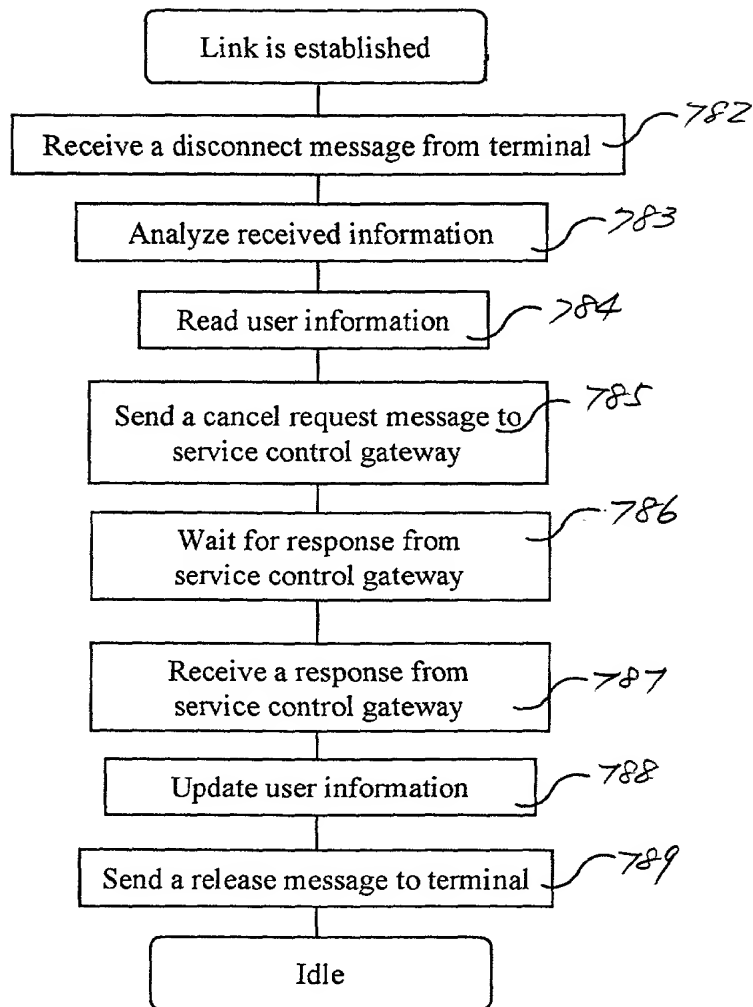 Link is established
782
Receive a disconnect message from terminal
783
Analyze received information
784
Read user information
785
Send a cancel request message to
service control gateway
786
Wait for response from
service control gateway
Receive a response from
787
service control gateway
788
Update user information
789
Send a release message to terminal
Idle